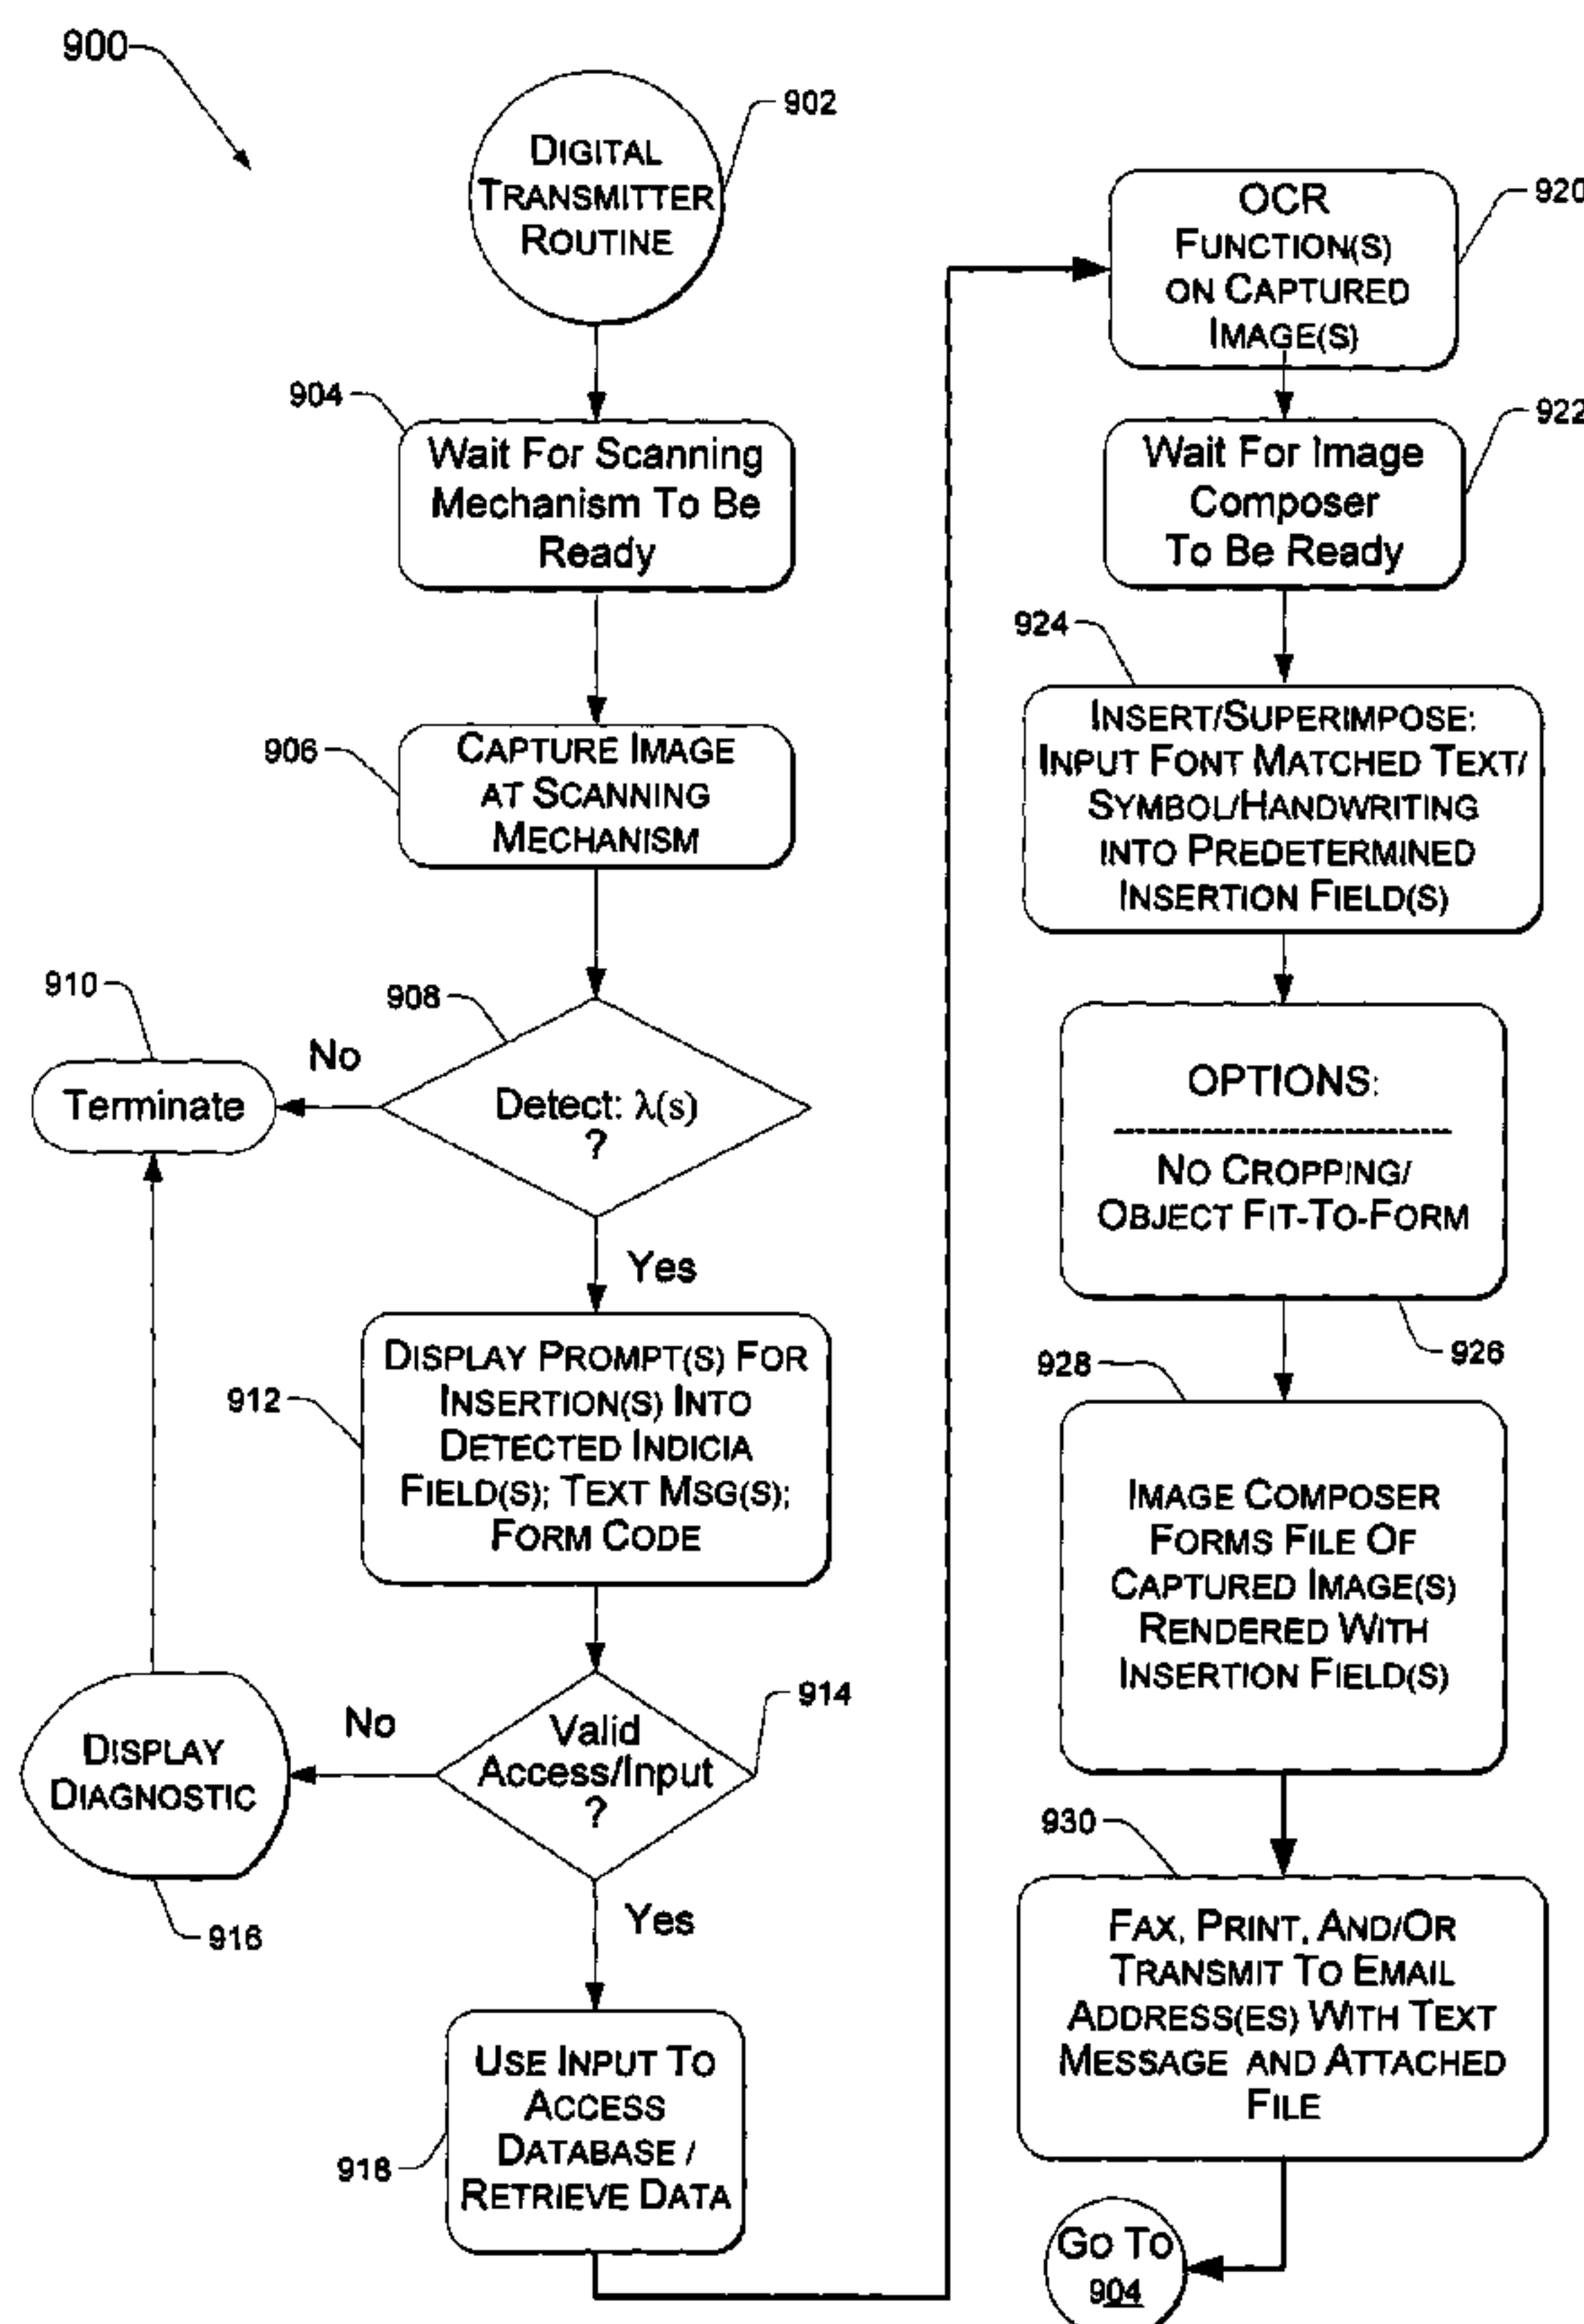 900
902
DIGITAL
TRANSMITTER
ROUTINE
904
Wait For Scanning
Mechanism To Be
Ready
906
CAPTURE IMAGE
AT SCANNING
MECHANISM
908
Detect: λ(s)
?
No
910
Terminate
Yes
912
DISPLAY PROMPT(S) FOR
INSERTION(S) INTO
DETECTED INDICIA
FIELD(S); TEXT MSG(S);
FORM CODE
914
Valid
Access/Input
?
No
DISPLAY
DIAGNOSTIC
916
Yes
918
USE INPUT TO
ACCESS
DATABASE /
RETRIEVE DATA
920
OCR
FUNCTION(S)
ON CAPTURED
IMAGE(S)
922
Wait For Image
Composer
To Be Ready
924
INSERT/SUPERIMPOSE:
INPUT FONT MATCHED TEXT/
SYMBOL/HANDWRITING
INTO PREDETERMINED
INSERTION FIELD(S)
OPTIONS:
NO CROPPING/
OBJECT FIT-TO-FORM
926
928
IMAGE COMPOSER
FORMS FILE OF
CAPTURED IMAGE(S)
RENDERED WITH
INSERTION FIELD(S)
930
FAX, PRINT, AND/OR
TRANSMIT TO EMAIL
ADDRESS(ES) WITH TEXT
MESSAGE AND ATTACHED
FILE
Go To
904